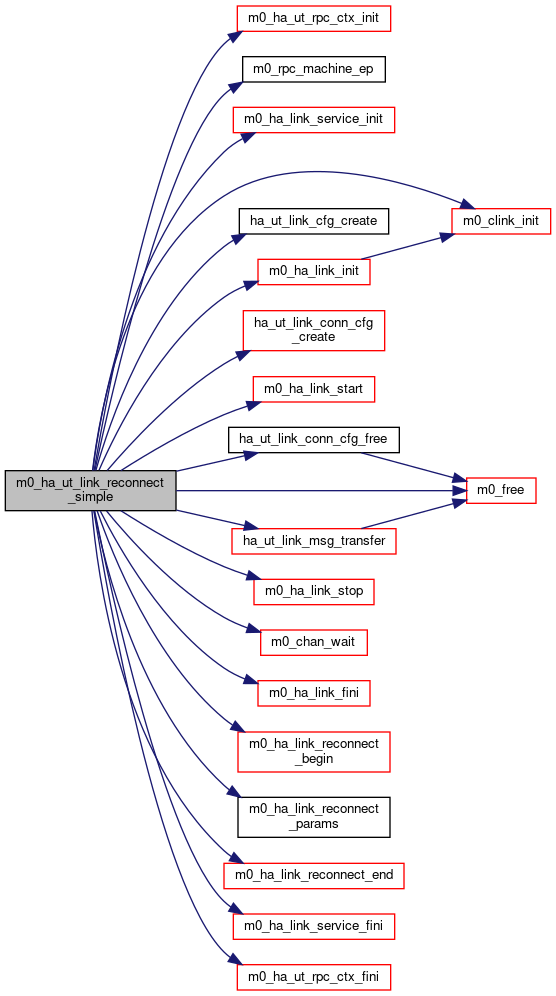 m0_ha_ut_rpc_ctx_init
m0_rpc_machine_ep
m0_ha_link_service_init
ha_ut_link_cfg_create
m0_clink_init
m0_ha_link_init
ha_ut_link_conn_cfg
_create
m0_ha_link_start
ha_ut_link_conn_cfg_free
m0_ha_ut_link_reconnect
_simple
m0_free
ha_ut_link_msg_transfer
m0_ha_link_stop
m0_chan_wait
m0_ha_link_fini
m0_ha_link_reconnect
_begin
m0_ha_link_reconnect
_params
m0_ha_link_reconnect_end
m0_ha_link_service_fini
m0_ha_ut_rpc_ctx_fini